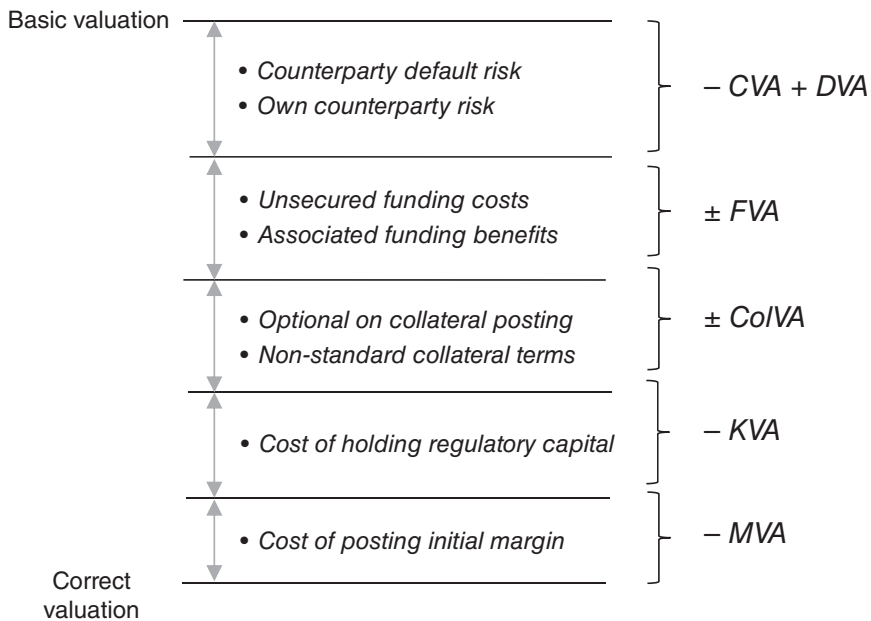 Basic valuation
• Counterparty default risk
• Own counterparty risk
– CVA + DVA
• Unsecured funding costs
• Associated funding benefits
± FVA
• Optional on collateral posting
• Non-standard collateral terms
± ColVA
• Cost of holding regulatory capital
– KVA
• Cost of posting initial margin
– MVA
Correct
valuation